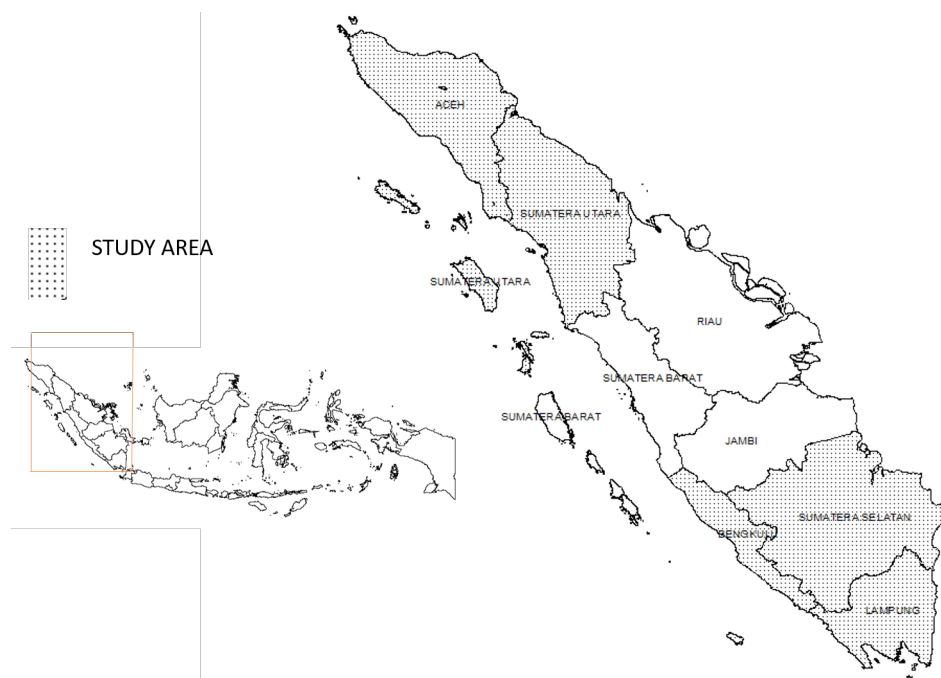 ACEH
SUMATERA UTARA
STUDY AREA
SUMATERA UTARA
RIAU
SUMATERA BARAT
SUMATERA BARAT
JAMBI
SUMATERA SELATAN
BENGKULU
LAMPUNG